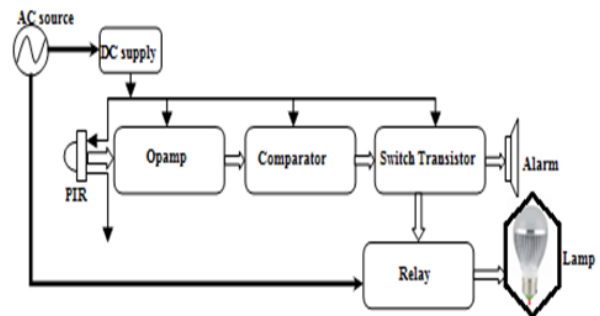 AC source
DC supply
Opamp
Comparator
Switch Transistor
Alarm
PIR
Relay
Lamp